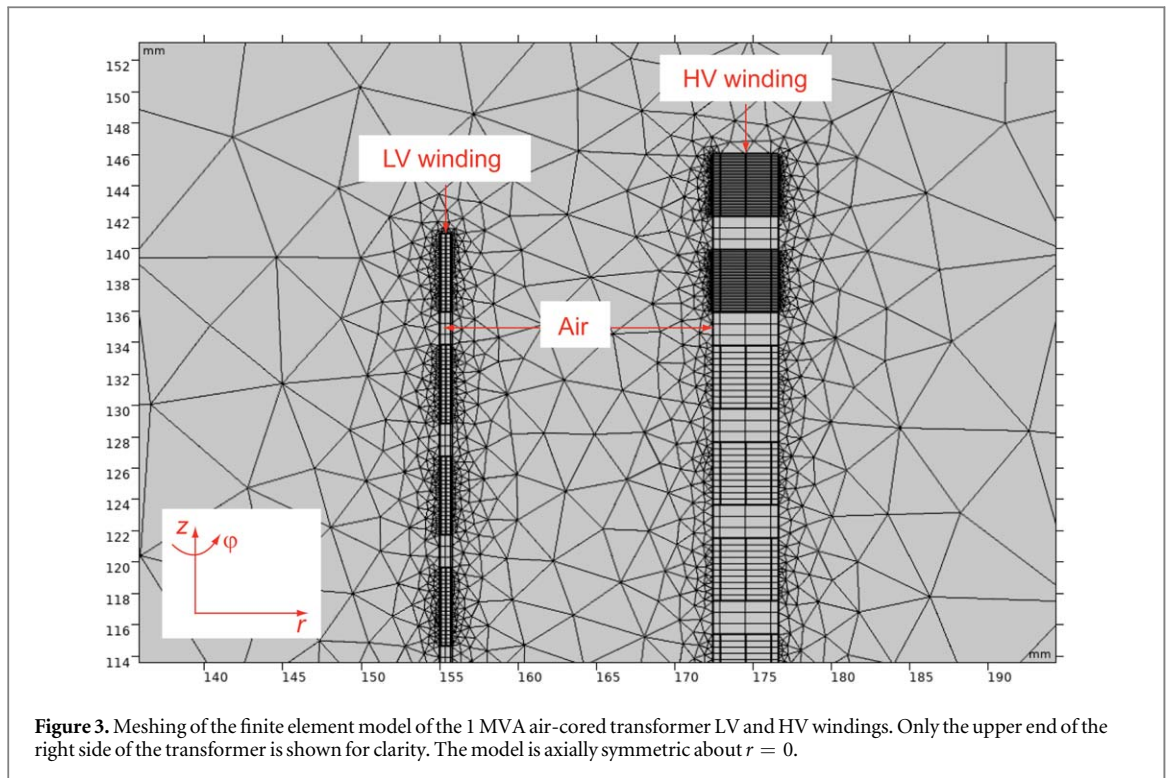 mm
152
150
148
146
144
142
140
138
136
134
132
130
128
126
124
122
120
118
116
114
HV winding
LV winding
Air
z
φ
r
mm
140 145 150 155 160 165 170 175 180 185 190
Figure 3. Meshing of the finite element model of the 1 MVA air-cored transformer LV and HV windings. Only the upper end of the
right side of the transformer is shown for clarity. The model is axially symmetric about r = 0.